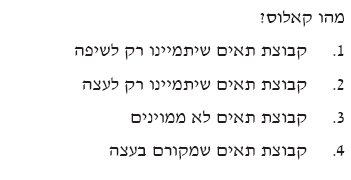 מהו קאלוס?
1. קבוצת תאים שיתמיינו רק לשיפה
2. קבוצת תאים שיתמיינו רק לעצה
3. קבוצת תאים לא ממוינים
4. קבוצת תאים שמקורם בעצה